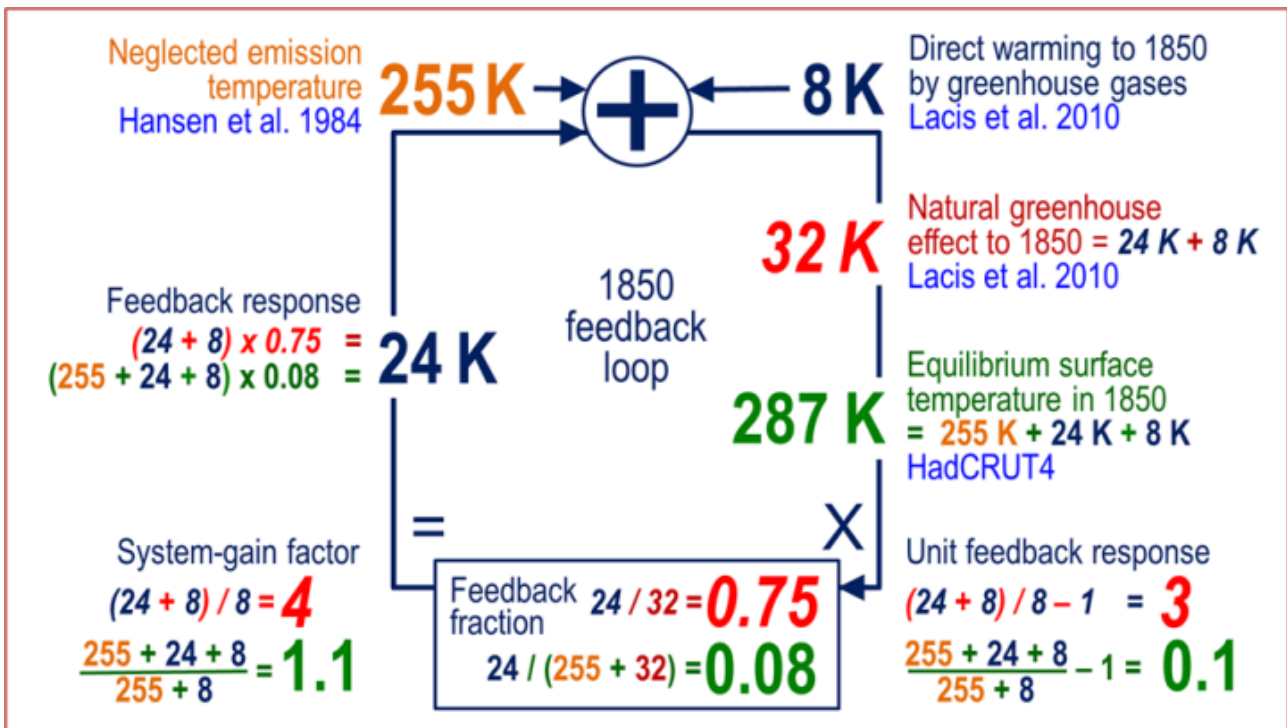 Neglected emission
temperature
Hansen et al. 1984
255 K
+
8 K
Direct warming to 1850
by greenhouse gases
Lacis et al. 2010
32 K
Natural greenhouse
effect to 1850 = 24 K + 8 K
Lacis et al. 2010
1850
feedback
loop
Feedback response
(24 + 8) x 0.75 =
(255 + 24 + 8) x 0.08 =
24 K
287 K
Equilibrium surface
temperature in 1850
= 255 K + 24 K + 8 K
HadCRUT4
=
X
System-gain factor
(24 + 8) / 8 = 4
255 + 24 + 8
255 + 8
= 1.1
Feedback
fraction
24 / 32 = 0.75
24 / (255 + 32) = 0.08
Unit feedback response
(24 + 8) / 8 – 1 = 3
255 + 24 + 8
255 + 8
– 1 = 0.1